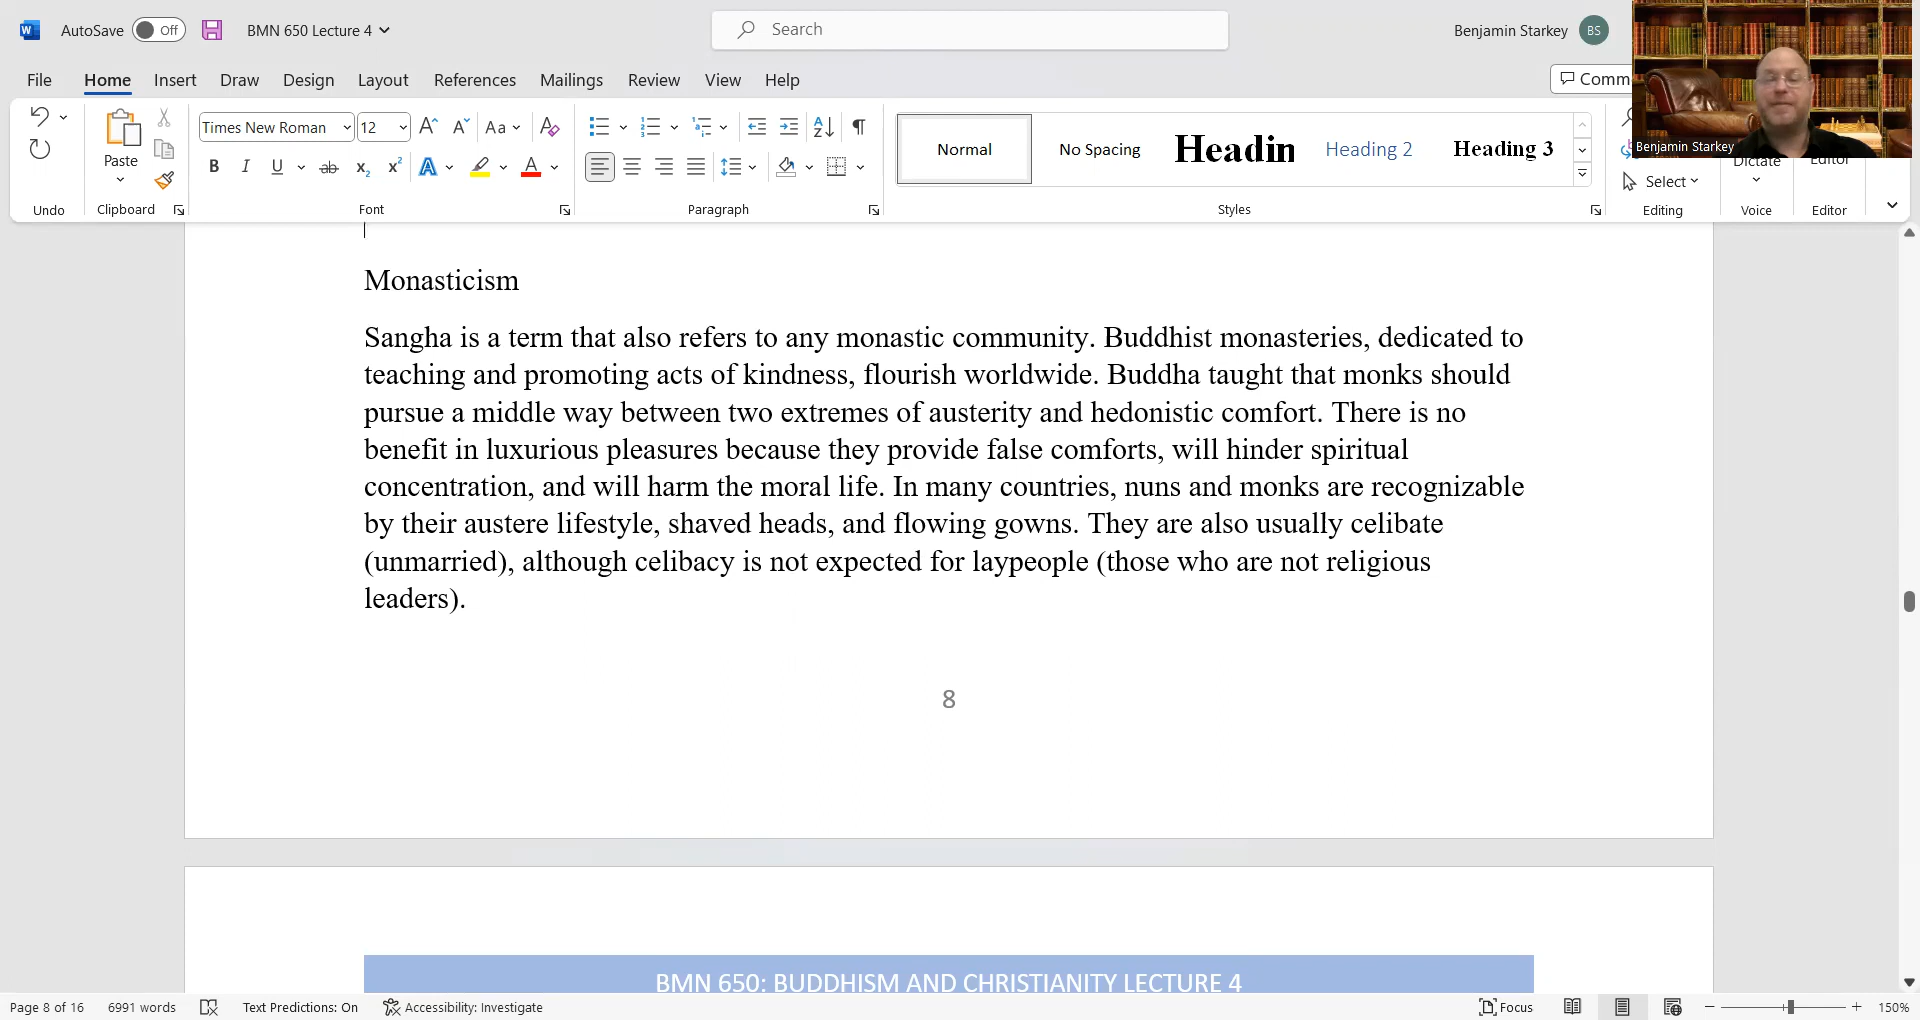 AutoSave Off BMN 650 Lecture 4 Search Benjamin Starkey BS
File Home Insert Draw Design Layout References Mailings Review View Help Comm
Benjamin Starkey
Paste
Times New Roman 12 Aa
B I U ab x2 x2 A A
A Z
Normal No Spacing Headin Heading 2 Heading 3
Select
Dictate
Editor
Undo Clipboard Font Paragraph Styles Editing Voice Editor
Monasticism
Sangha is a term that also refers to any monastic community. Buddhist monasteries, dedicated to
teaching and promoting acts of kindness, flourish worldwide. Buddha taught that monks should
pursue a middle way between two extremes of austerity and hedonistic comfort. There is no
benefit in luxurious pleasures because they provide false comforts, will hinder spiritual
concentration, and will harm the moral life. In many countries, nuns and monks are recognizable
by their austere lifestyle, shaved heads, and flowing gowns. They are also usually celibate
(unmarried), although celibacy is not expected for laypeople (those who are not religious
leaders).
8
BMN 650: BUDDHISM AND CHRISTIANITY LECTURE 4
Page 8 of 16 6991 words Text Predictions: On Accessibility: Investigate Focus 150%